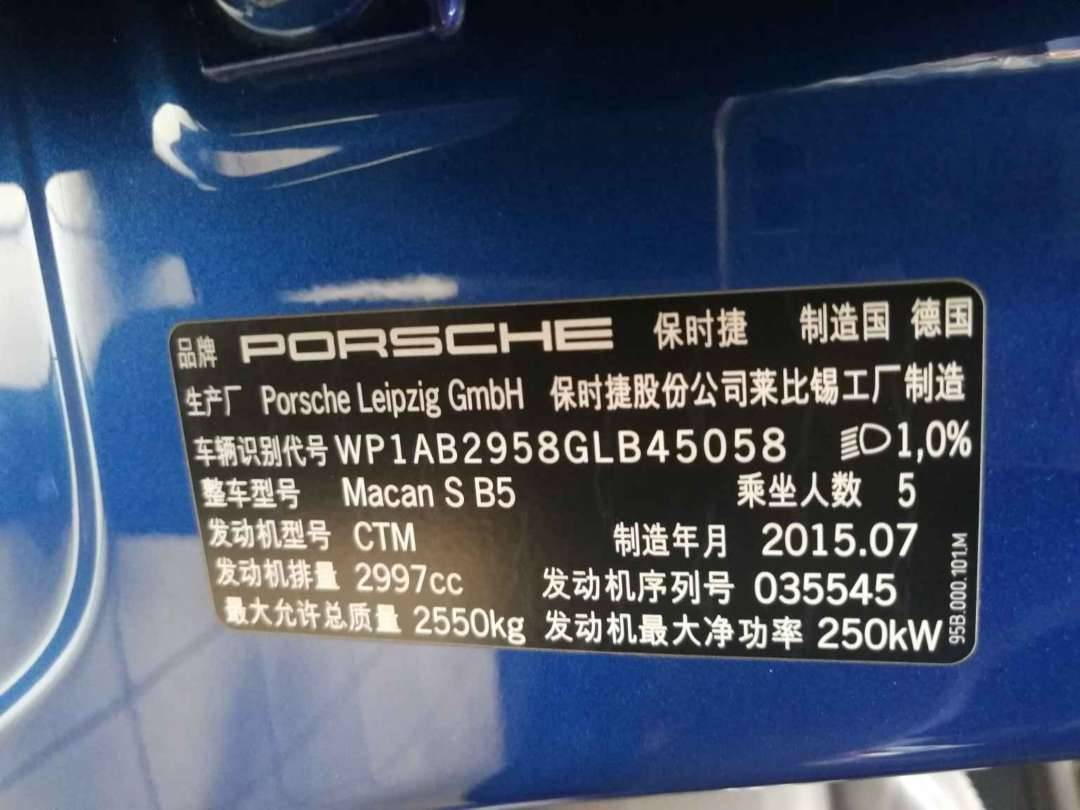 品牌 PORSCHE 保时捷 制造国 德国
生产厂 Porsche Leipzig GmbH 保时捷股份公司莱比锡工厂制造
车辆识别代号 WP1AB2958GLB45058 1,0%
整车型号 Macan S B5 乘坐人数 5
发动机型号 CTM 制造年月 2015.07
发动机排量 2997cc 发动机序列号 035545
最大允许总质量 2550kg 发动机最大净功率 250kW
95B.000.101.M